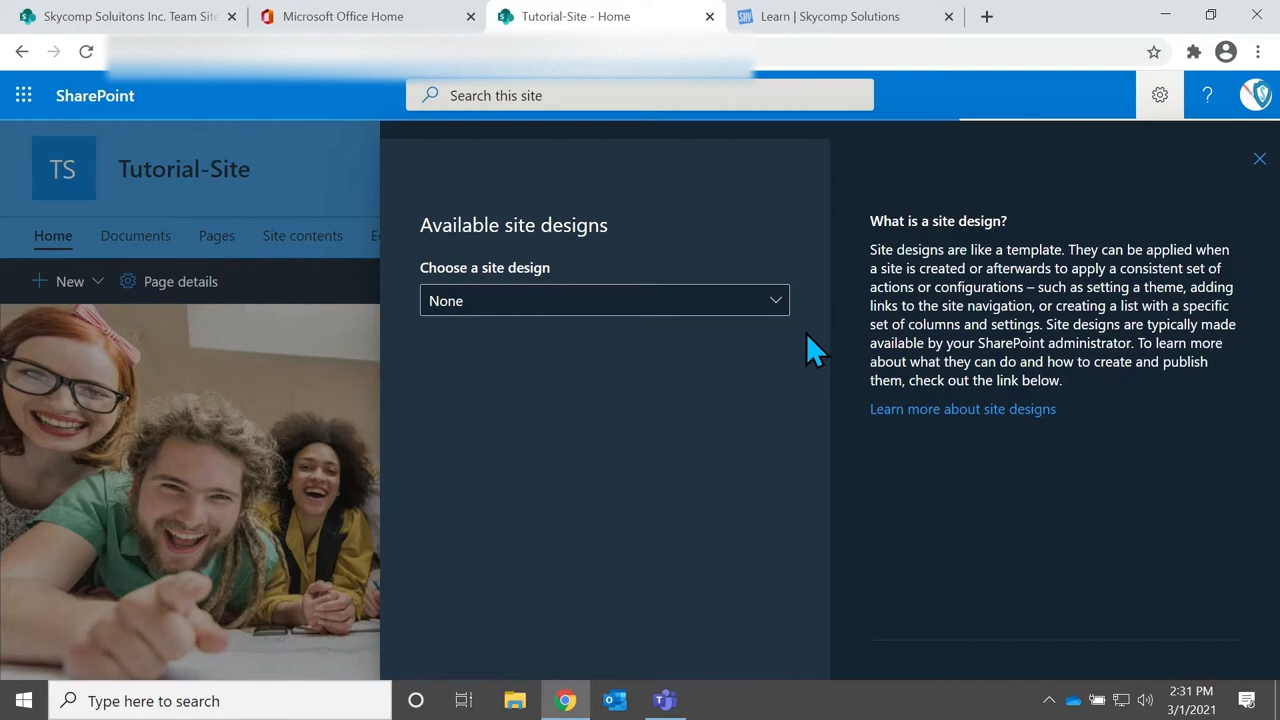 Skycomp Soluitons Inc. Team Site
Microsoft Office Home
Tutorial-Site - Home
SKY
Learn | Skycomp Solutions
SharePoint
Search this site
TS
Tutorial-Site
Home
Documents
Pages
Site contents
New
Page details
Available site designs
Choose a site design
None
What is a site design?
Site designs are like a template. They can be applied when
a site is created or afterwards to apply a consistent set of
actions or configurations – such as setting a theme, adding
links to the site navigation, or creating a list with a specific
set of columns and settings. Site designs are typically made
available by your SharePoint administrator. To learn more
about what they can do and how to create and publish
them, check out the link below.
Learn more about site designs
Type here to search
2:31 PM
3/1/2021